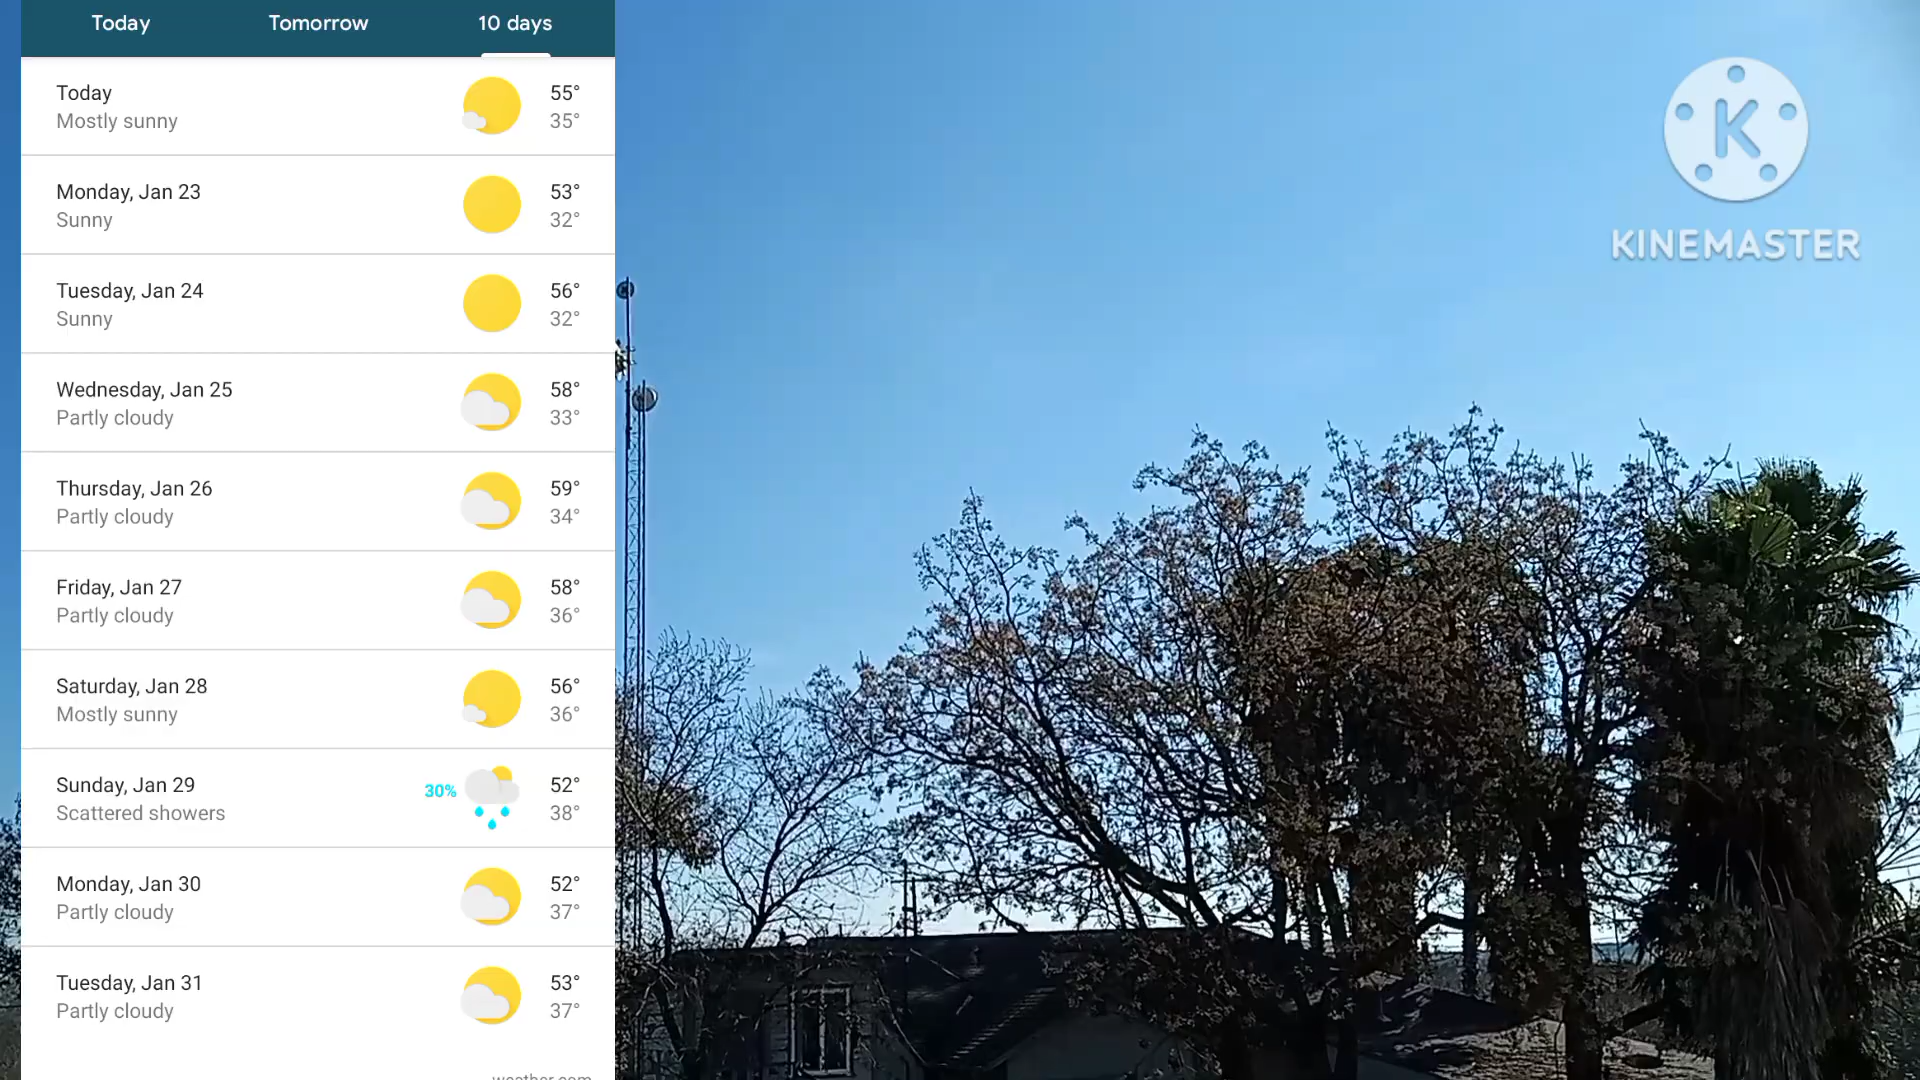 Today Tomorrow 10 days
Today 55°
Mostly sunny 35°
Monday, Jan 23 53°
Sunny 32°
Tuesday, Jan 24 56°
Sunny 32°
Wednesday, Jan 25 58°
Partly cloudy 33°
Thursday, Jan 26 59°
Partly cloudy 34°
Friday, Jan 27 58°
Partly cloudy 36°
Saturday, Jan 28 56°
Mostly sunny 36°
Sunday, Jan 29 30% 52°
Scattered showers 38°
Monday, Jan 30 52°
Partly cloudy 37°
Tuesday, Jan 31 53°
Partly cloudy 37°
weather.com
K
KINEMASTER